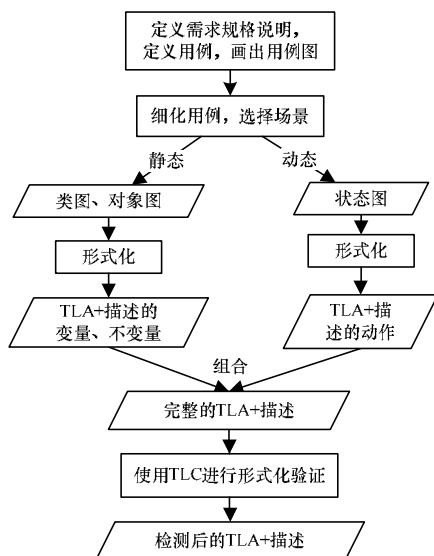 定义需求规格说明，
定义用例，画出用例图
细化用例，选择场景
静态
动态
类图、对象图
状态图
形式化
形式化
TLA+描述的
变量、不变量
TLA+描
述的动作
组合
完整的TLA+描述
使用TLC进行形式化验证
检测后的TLA+描述